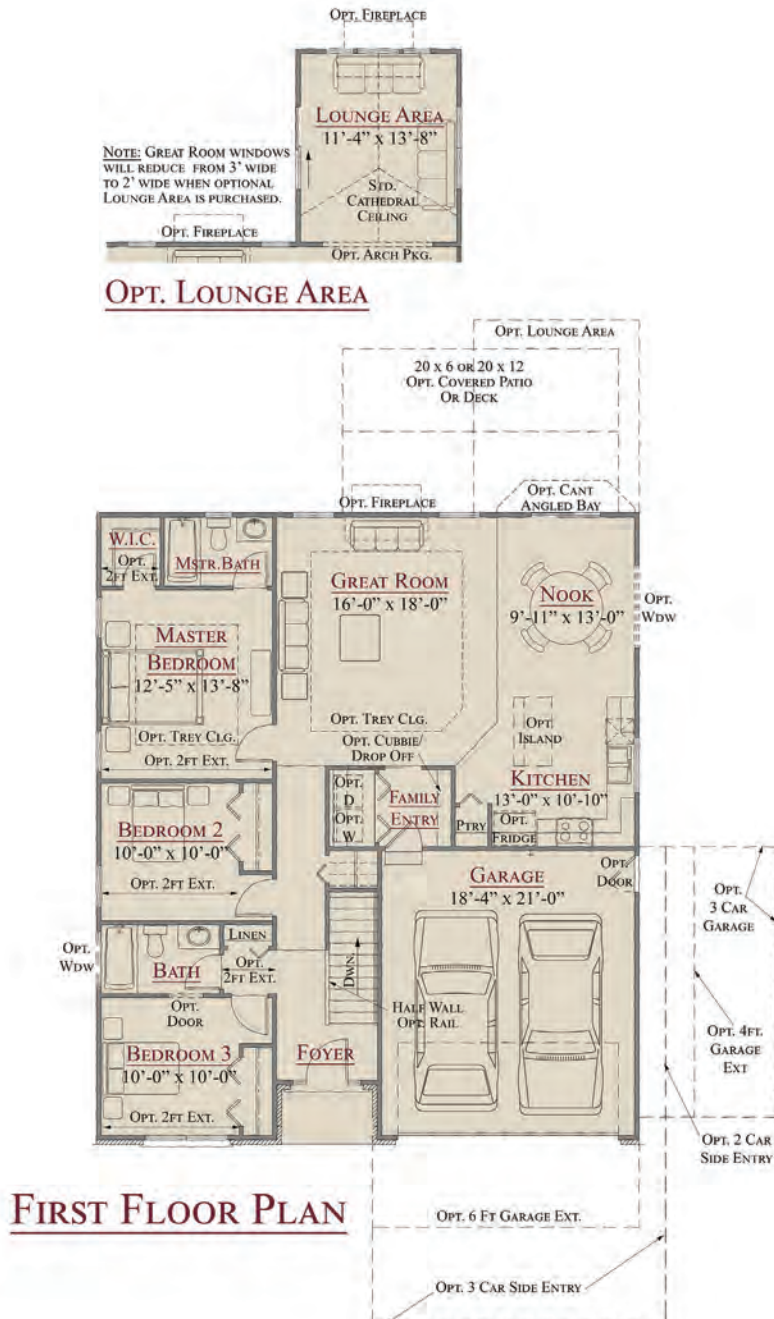 OPT. FIREPLACE
LOUNGE AREA
11'-4" X 13'-8"
NOTE: GREAT ROOM WINDOWS
WILL REDUCE FROM 3' WIDE
TO 2' WIDE WHEN OPTIONAL
LOUNGE AREA IS PURCHASED.
STD.
CATHEDRAL
CEILING
OPT. FIREPLACE
OPT. ARCH PKG.
OPT. LOUNGE AREA
OPT. LOUNGE AREA
20 X 6 OR 20 X 12
OPT. COVERED PATIO
OR DECK
OPT. FIREPLACE
OPT. CANT
ANGLED BAY
W.I.C.
OPT.
2FT EXT.
MSTR.BATH
GREAT ROOM
16'-0" X 18'-0"
NOOK
9'-11" X 13'-0"
OPT.
WDW
MASTER
BEDROOM
12'-5" X 13'-8"
OPT. TREY CLG.
OPT. 2FT EXT.
OPT. TREY CLG.
OPT. CUBBIE/
DROP OFF
OPT.
ISLAND
KITCHEN
13'-0" X 10'-10"
OPT.
D
OPT.
W
FAMILY
ENTRY
PTRY
OPT.
FRIDGE
BEDROOM 2
10'-0" X 10'-0"
OPT. 2FT EXT.
GARAGE
18'-4" X 21'-0"
OPT.
DOOR
OPT.
3 CAR
GARAGE
OPT.
WDW
BATH
LINEN
OPT.
2FT EXT.
DWN.
OPT.
DOOR
HALF WALL
OPT. RAIL
OPT. 4FT.
GARAGE
EXT
BEDROOM 3
10'-0" X 10'-0"
OPT. 2FT EXT.
FOYER
OPT. 2 CAR
SIDE ENTRY
FIRST FLOOR PLAN
OPT. 6 FT GARAGE EXT.
OPT. 3 CAR SIDE ENTRY